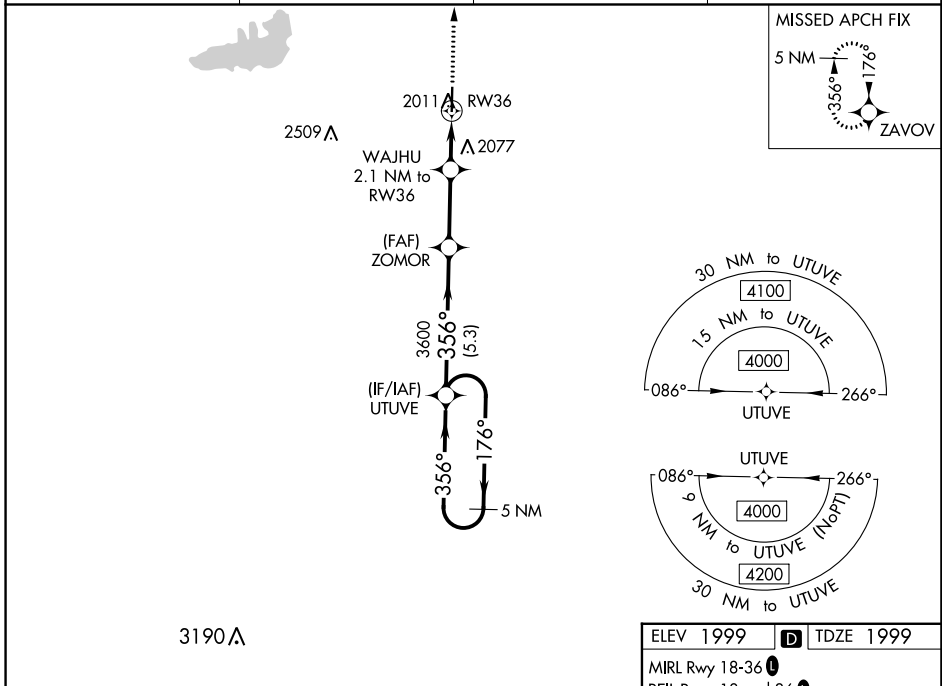 MISSED APCH FIX
5 NM
356°
176°
ZAVOV
2011
RW36
2509
2077
WAJHU
2.1 NM to
RW36
(FAF)
ZOMOR
3600
356°
(5.3)
(IF/IAF)
UTUVE
356°
176°
5 NM
3190
30 NM to UTUVE
4100
15 NM to UTUVE
4000
086°
266°
UTUVE
UTUVE
086°
266°
4000
9 NM to UTUVE (NoPT)
4200
30 NM to UTUVE
ELEV 1999
D
TDZE 1999
MIRL Rwy 18-36 L